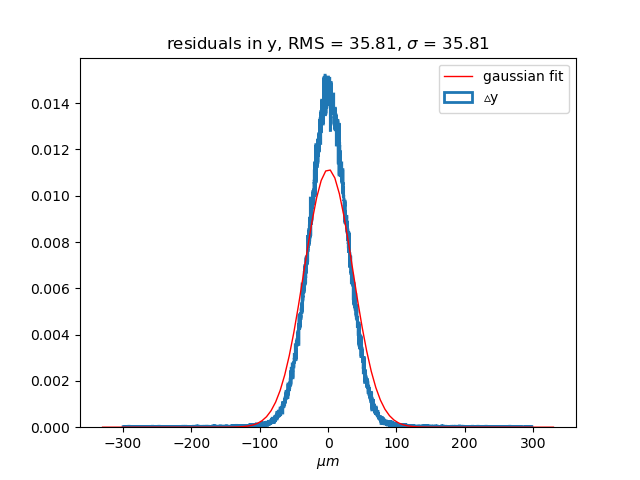 residuals in y, RMS = 35.81, σ = 35.81
gaussian fit
▵y
0.014
0.012
0.010
0.008
0.006
0.004
0.002
0.000
−300 −200 −100 0 100 200 300
μm